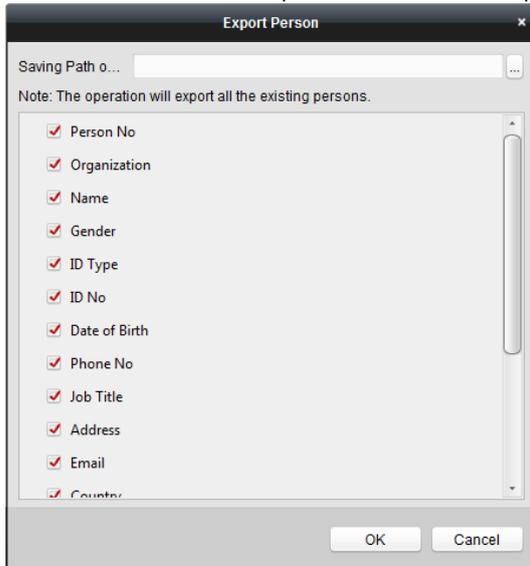 Export Person
Saving Path o...
...
Note: The operation will export all the existing persons.
Person No
Organization
Name
Gender
ID Type
ID No
Date of Birth
Phone No
Job Title
Address
Email
Country
OK Cancel